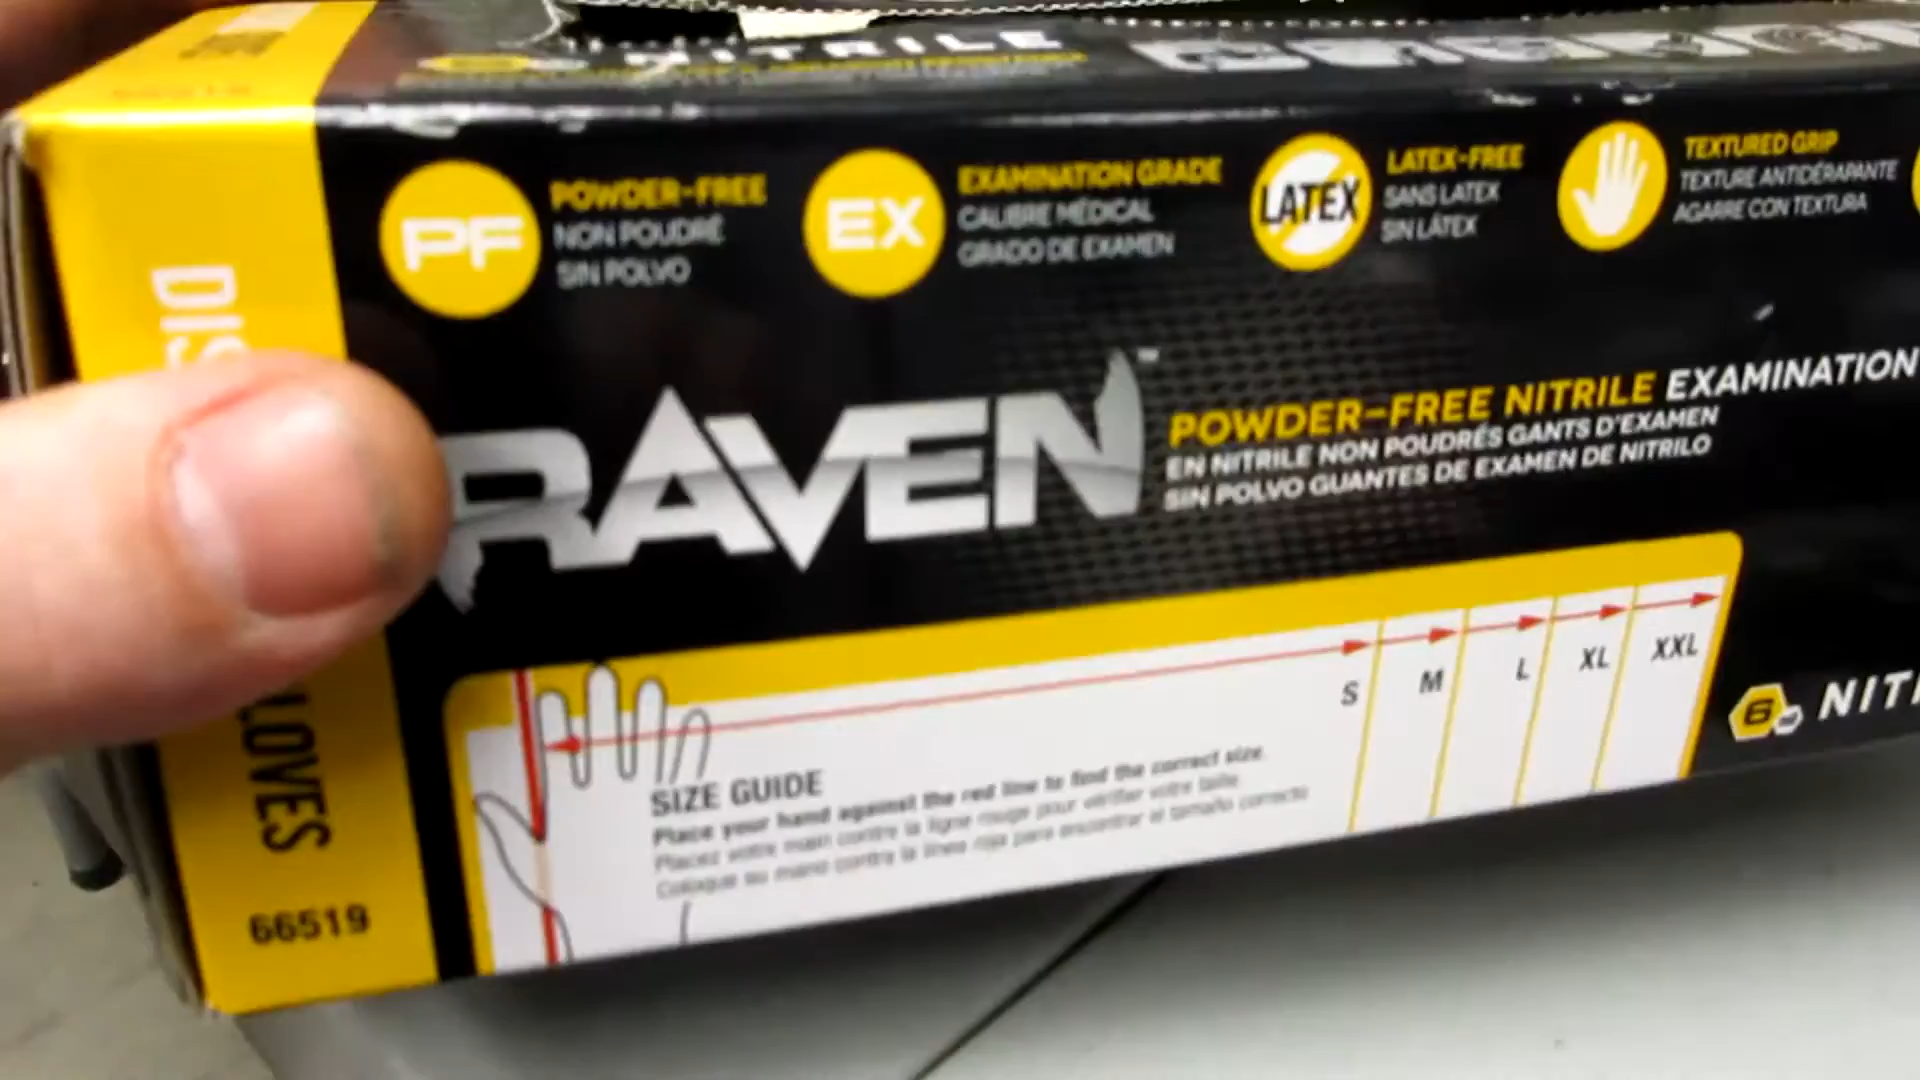 NITRILE
PF
POWDER-FREE
NON POUDRÉ
SIN POLVO
EX
EXAMINATION GRADE
CALIBRE MÉDICAL
GRADO DE EXAMEN
LATEX
LATEX-FREE
SANS LATEX
SIN LÁTEX
TEXTURED GRIP
TEXTURE ANTIDÉRAPANTE
AGARRE CON TEXTURA
RAVEN™
POWDER-FREE NITRILE EXAMINATION
EN NITRILE NON POUDRÉS GANTS D'EXAMEN
SIN POLVO GUANTES DE EXAMEN DE NITRILO
S M L XL XXL
SIZE GUIDE
Place your hand against the red line to find the correct size.
Placez votre main contre la ligne rouge pour vérifier votre taille.
Coloque su mano contra la línea roja para encontrar el tamaño correcto
6
NIT
DIS
LOVES
66519